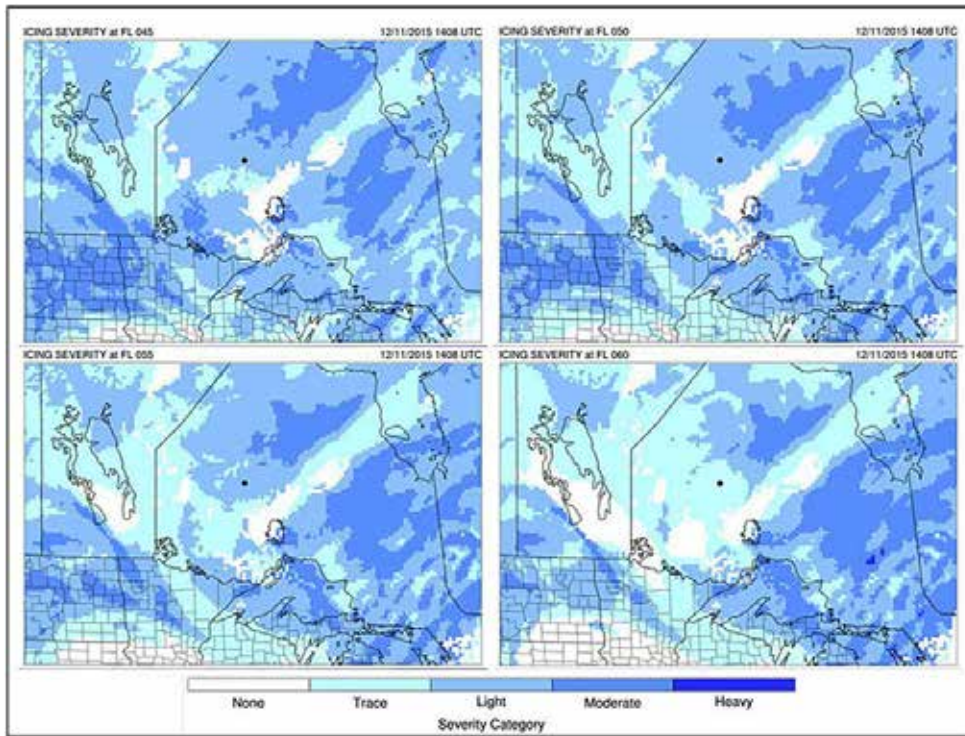 ICING SEVERITY at FL 045 12/11/2015 1408 UTC
ICING SEVERITY at FL 050 12/11/2015 1408 UTC
ICING SEVERITY at FL 055 12/11/2015 1408 UTC
ICING SEVERITY at FL 060 12/11/2015 1408 UTC
None Trace Light Moderate Heavy
Severity Category